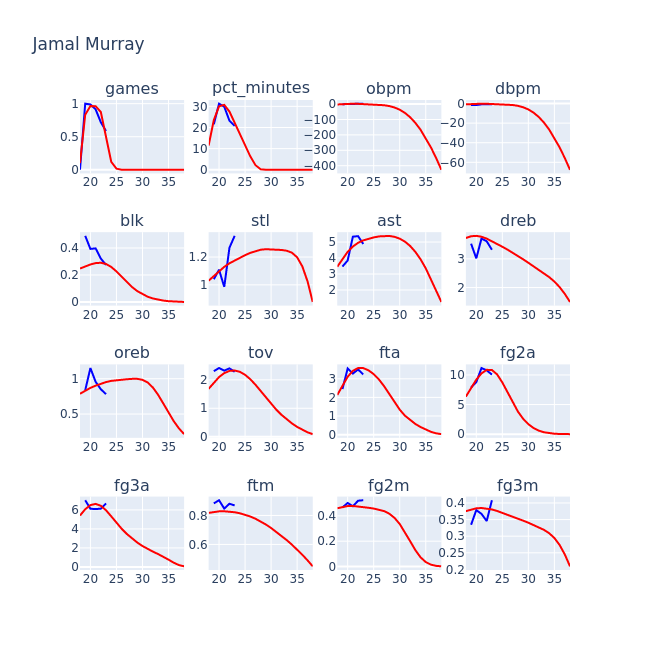 Jamal Murray
games pct_minutes obpm dbpm
1 0.5 0 30 20 10 0 0 −100 −200 −300 −400 0 −20 −40 −60
20 25 30 35 20 25 30 35 20 25 30 35 20 25 30 35
blk stl ast dreb
0.4 0.2 0 1.2 1 5 4 3 2 3 2
20 25 30 35 20 25 30 35 20 25 30 35 20 25 30 35
oreb tov fta fg2a
1 0.5 2 1 0 3 2 1 0 10 5 0
20 25 30 35 20 25 30 35 20 25 30 35 20 25 30 35
fg3a ftm fg2m fg3m
6 4 2 0 0.8 0.6 0.4 0.2 0 0.4 0.35 0.3 0.25 0.2
20 25 30 35 20 25 30 35 20 25 30 35 20 25 30 35